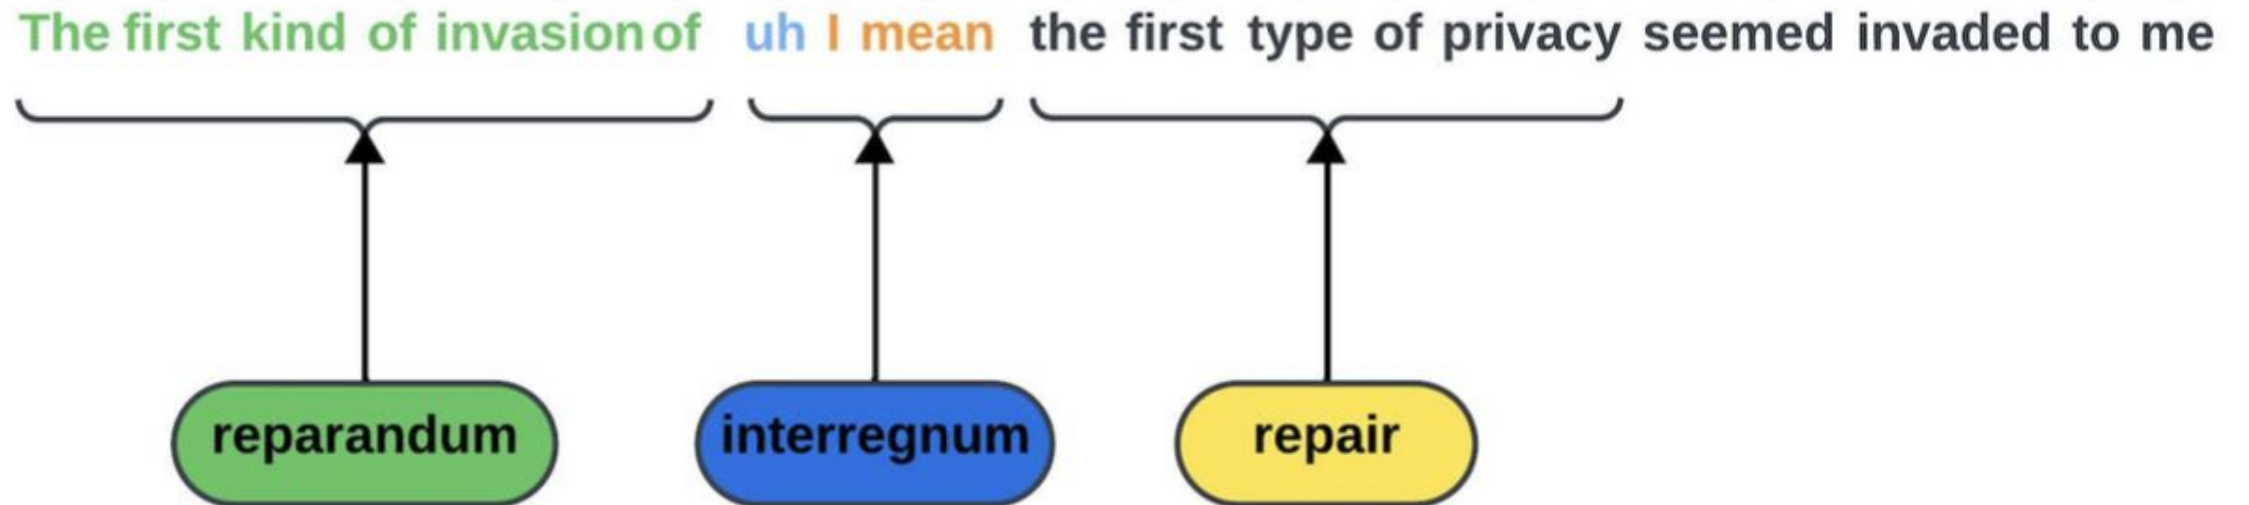 The first kind of invasion of uh I mean the first type of privacy seemed invaded to me
reparandum interregnum repair